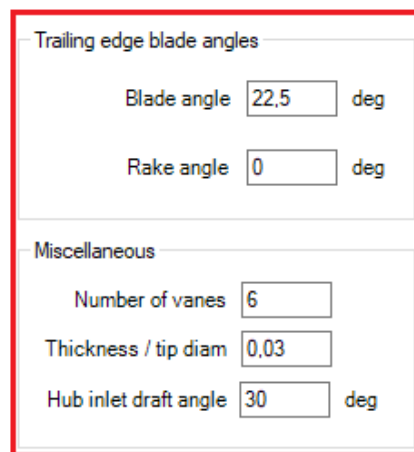 Trailing edge blade angles
Blade angle 22,5 deg
Rake angle 0 deg
Miscellaneous
Number of vanes 6
Thickness / tip diam 0,03
Hub inlet draft angle 30 deg